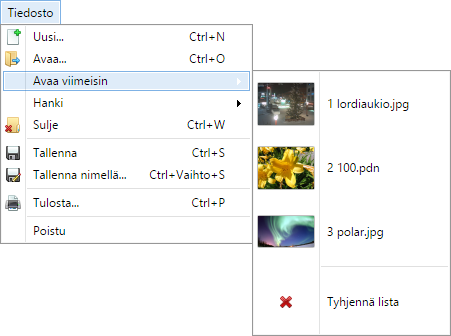 Tiedosto
Uusi... Ctrl+N
Avaa... Ctrl+O
Avaa viimeisin
Hanki
Sulje Ctrl+W
Tallenna Ctrl+S
Tallenna nimellä... Ctrl+Vaihto+S
Tulosta... Ctrl+P
Poistu
1 lordiaukio.jpg
2 100.pdn
3 polar.jpg
Tyhjennä lista